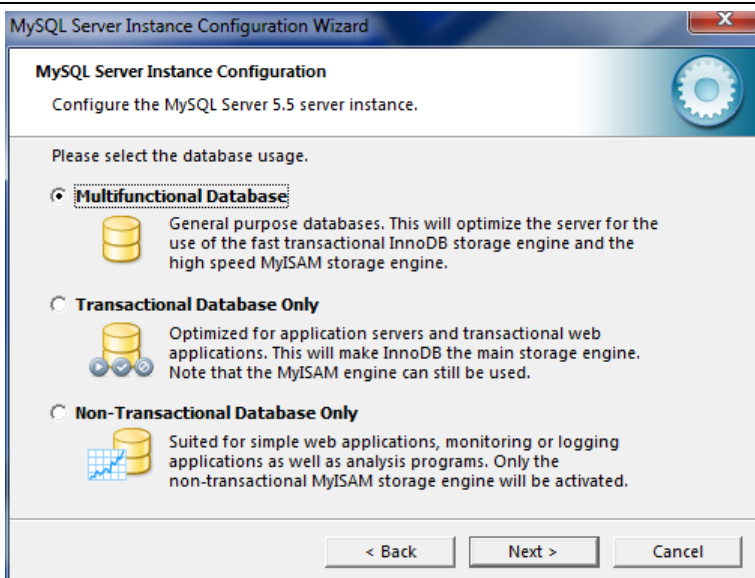 MySQL Server Instance Configuration Wizard
X
MySQL Server Instance Configuration
Configure the MySQL Server 5.5 server instance.
Please select the database usage.
Multifunctional Database
General purpose databases. This will optimize the server for the
use of the fast transactional InnoDB storage engine and the
high speed MyISAM storage engine.
Transactional Database Only
Optimized for application servers and transactional web
applications. This will make InnoDB the main storage engine.
Note that the MyISAM engine can still be used.
Non-Transactional Database Only
Suited for simple web applications, monitoring or logging
applications as well as analysis programs. Only the
non-transactional MyISAM storage engine will be activated.
< Back Next > Cancel